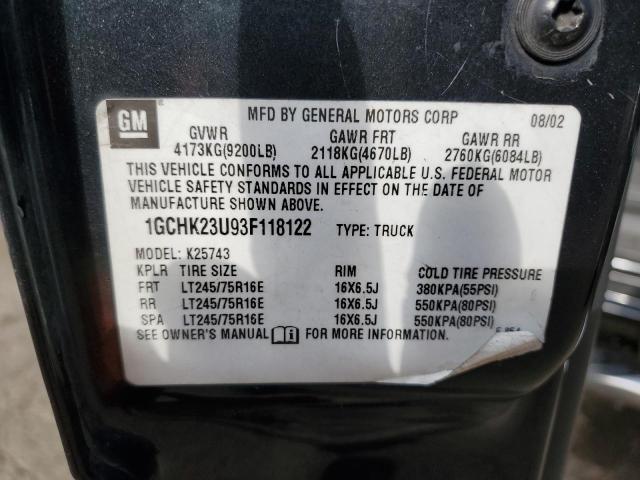 GM ® MFD BY GENERAL MOTORS CORP 08/02
GVWR GAWR FRT GAWR RR
4173KG(9200LB) 2118KG(4670LB) 2760KG(6084LB)
THIS VEHICLE CONFORMS TO ALL APPLICABLE U.S. FEDERAL MOTOR
VEHICLE SAFETY STANDARDS IN EFFECT ON THE DATE OF
MANUFACTURE SHOWN ABOVE.
1GCHK23U93F118122 TYPE: TRUCK
MODEL: K25743
KPLR TIRE SIZE RIM COLD TIRE PRESSURE
FRT LT245/75R16E 16X6.5J 380KPA(55PSI)
RR LT245/75R16E 16X6.5J 550KPA(80PSI)
SPA LT245/75R16E 16X6.5J 550KPA(80PSI)
SEE OWNER'S MANUAL FOR MORE INFORMATION.